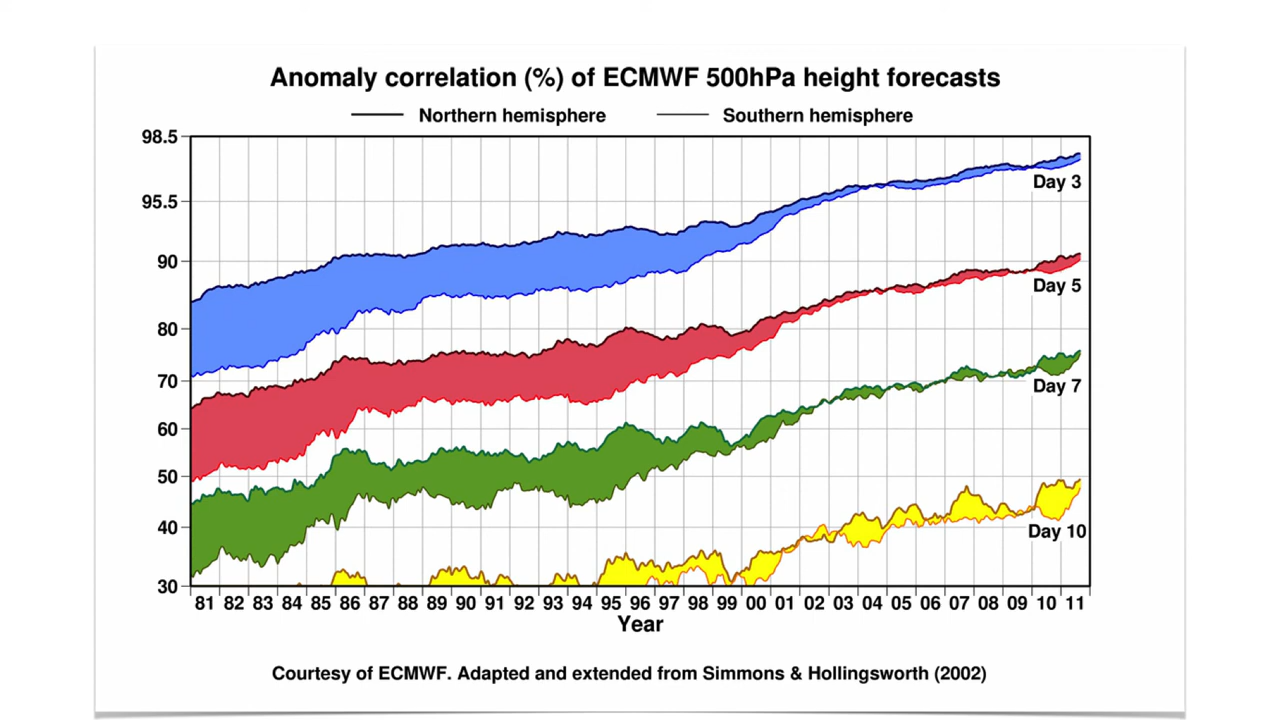 Anomaly correlation (%) of ECMWF 500hPa height forecasts
Northern hemisphere Southern hemisphere
98.5
95.5
90
80
70
60
50
40
30
Day 3
Day 5
Day 7
Day 10
81 82 83 84 85 86 87 88 89 90 91 92 93 94 95 96 97 98 99 00 01 02 03 04 05 06 07 08 09 10 11
Year
Courtesy of ECMWF. Adapted and extended from Simmons & Hollingsworth (2002)